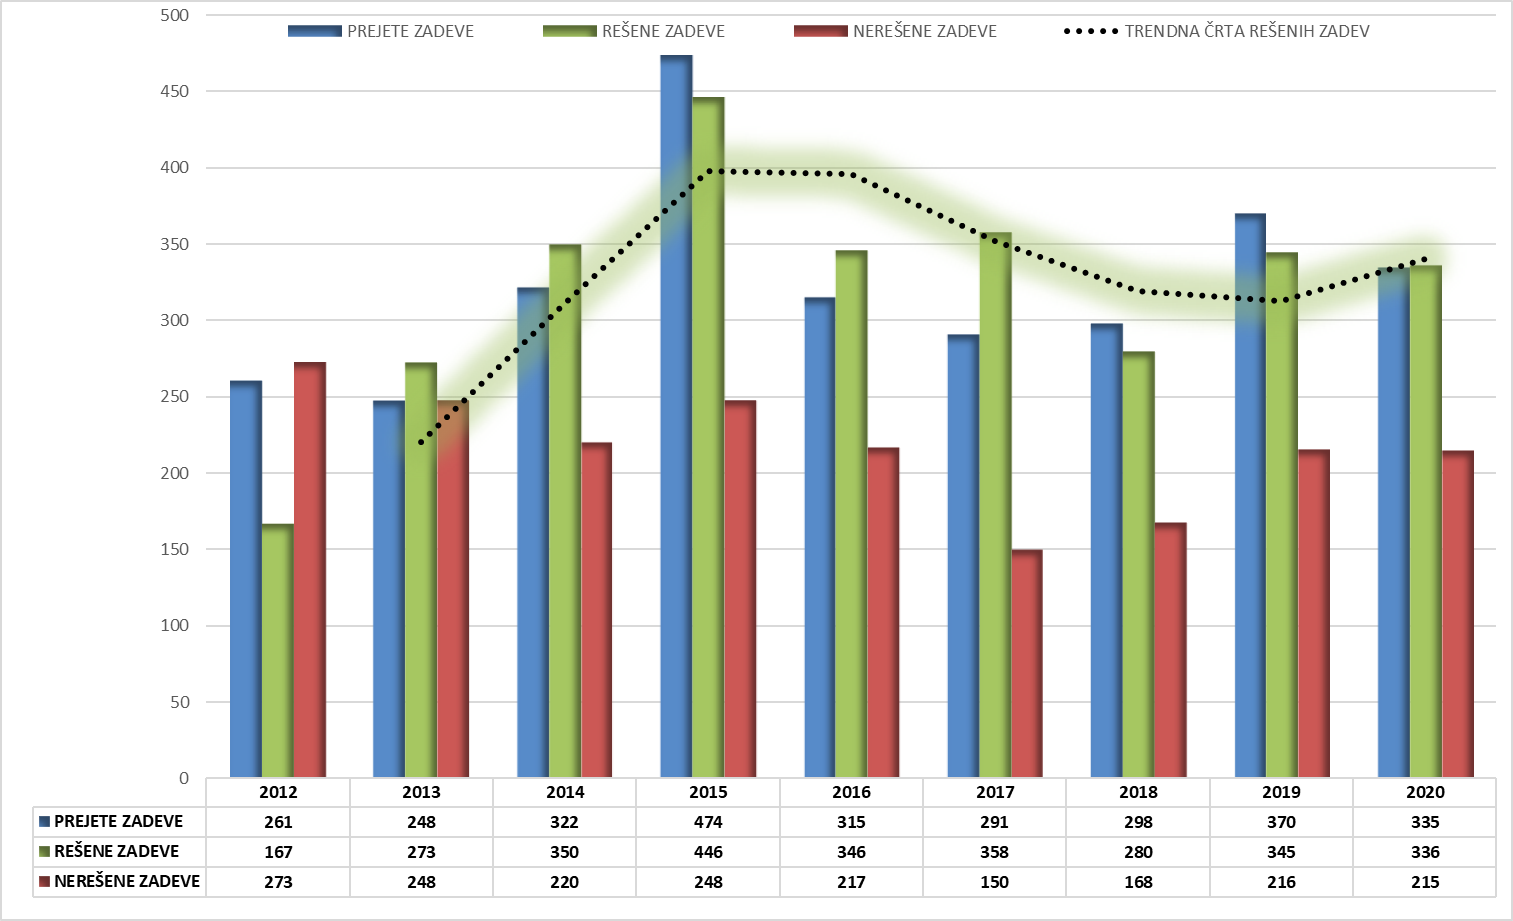 500
PREJETE ZADEVE REŠENE ZADEVE NEREŠENE ZADEVE TRENDNA ČRTA REŠENIH ZADEV
450
400
350
300
250
200
150
100
50
0
2012 2013 2014 2015 2016 2017 2018 2019 2020
PREJETE ZADEVE 261 248 322 474 315 291 298 370 335
REŠENE ZADEVE 167 273 350 446 346 358 280 345 336
NEREŠENE ZADEVE 273 248 220 248 217 150 168 216 215